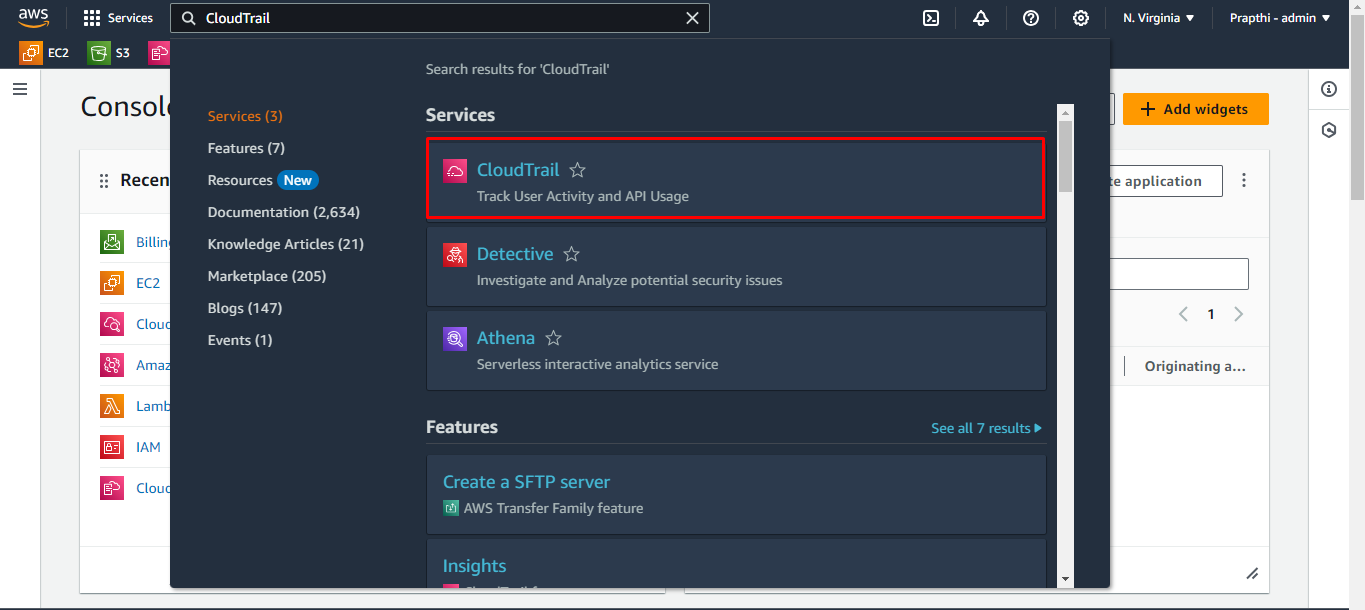 aws
Services
CloudTrail
N. Virginia
Prapthi - admin
EC2
S3
Search results for 'CloudTrail'
Services (3)
Features (7)
Resources New
Documentation (2,634)
Knowledge Articles (21)
Marketplace (205)
Blogs (147)
Events (1)
Services
CloudTrail
Track User Activity and API Usage
Detective
Investigate and Analyze potential security issues
Athena
Serverless interactive analytics service
Features
See all 7 results
Create a SFTP server
AWS Transfer Family feature
Insights
Consol
Add widgets
Recen
Billin
EC2
Cloud
Amaz
Lamb
IAM
Cloud
te application
1
Originating a...